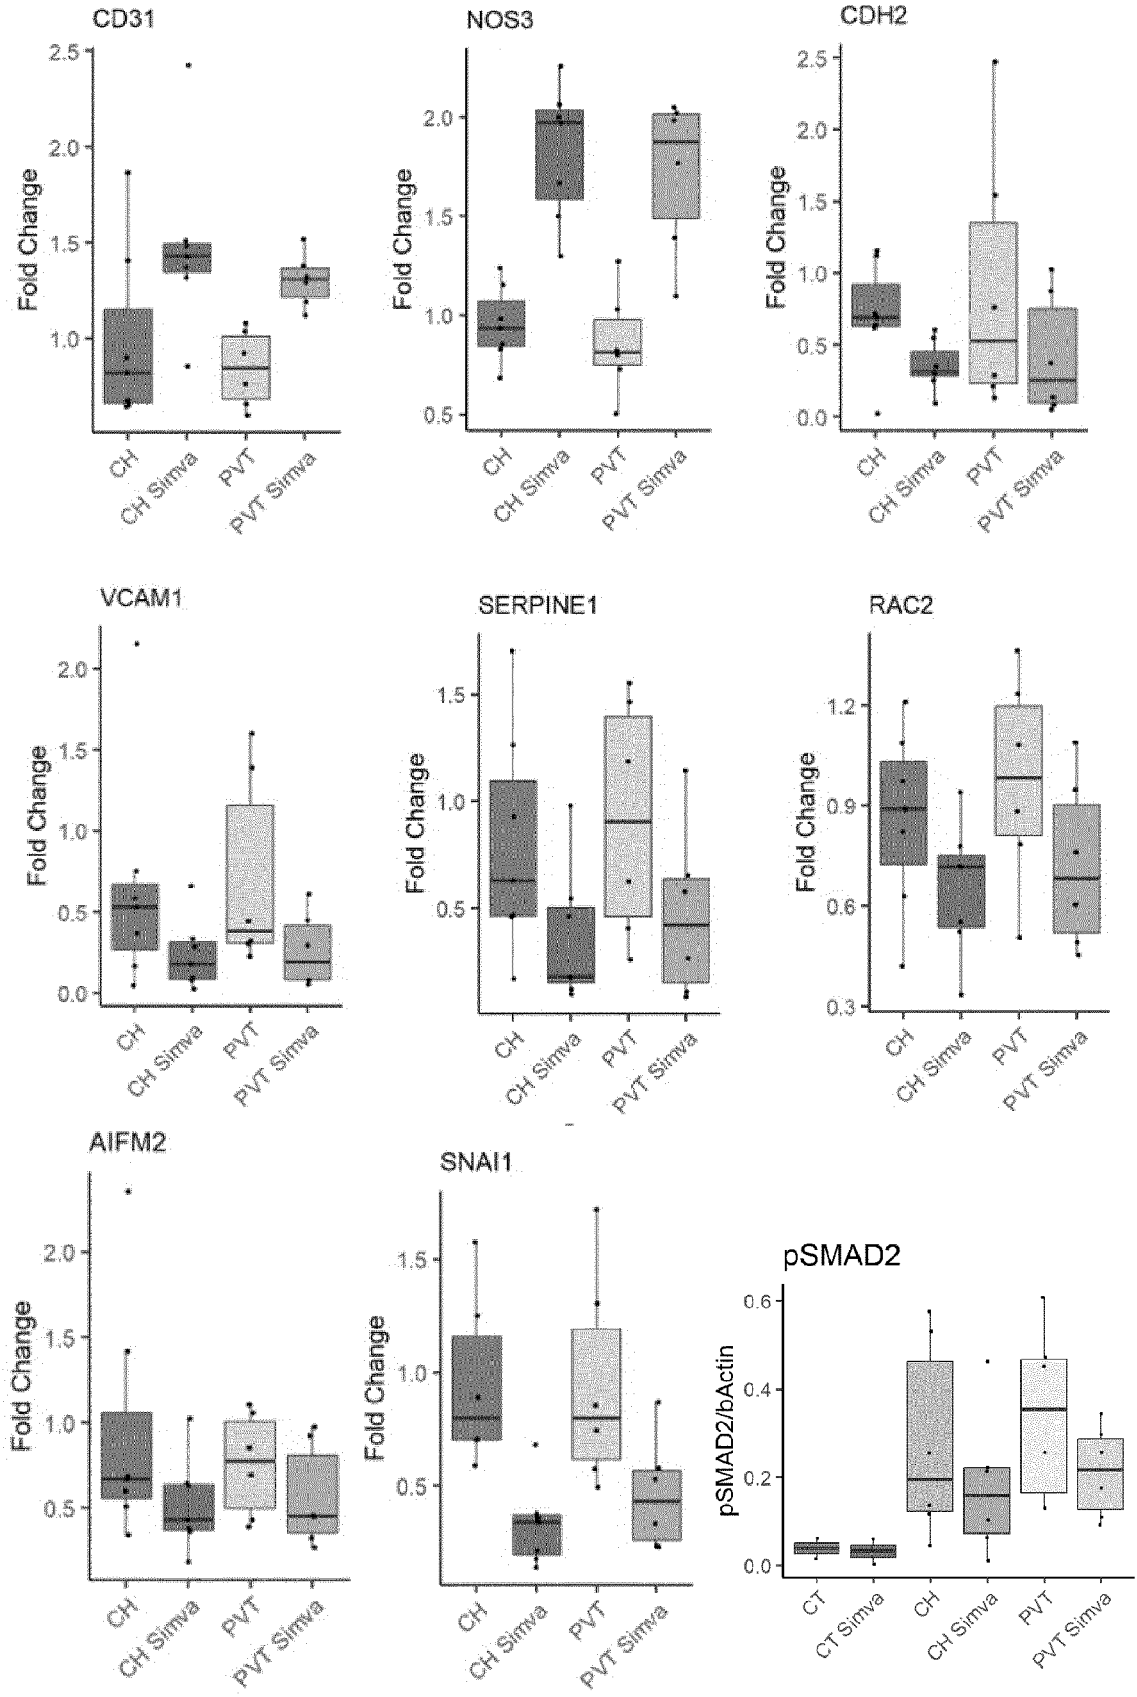 CD31
NOS3
CDH2
Fold Change
2.5
2.0
1.5
1.0
CH
CH Simva
PVT
PVT Simva
Fold Change
2.0
1.5
1.0
0.5
CH
CH Simva
PVT
PVT Simva
Fold Change
2.5
2.0
1.5
1.0
0.5
0.0
CH
CH Simva
PVT
PVT Simva
VCAM1
SERPINE1
RAC2
Fold Change
2.0
1.5
1.0
0.5
0.0
CH
CH Simva
PVT
PVT Simva
Fold Change
1.5
1.0
0.5
CH
CH Simva
PVT
PVT Simva
Fold Change
1.2
0.9
0.6
0.3
CH
CH Simva
PVT
PVT Simva
AIFM2
SNAI1
pSMAD2
Fold Change
2.0
1.5
1.0
0.5
CH
CH Simva
PVT
PVT Simva
Fold Change
1.5
1.0
0.5
CH
CH Simva
PVT
PVT Simva
pSMAD2/bActin
0.6
0.4
0.2
0.0
CT
CT Simva
CH
CH Simva
PVT
PVT Simva